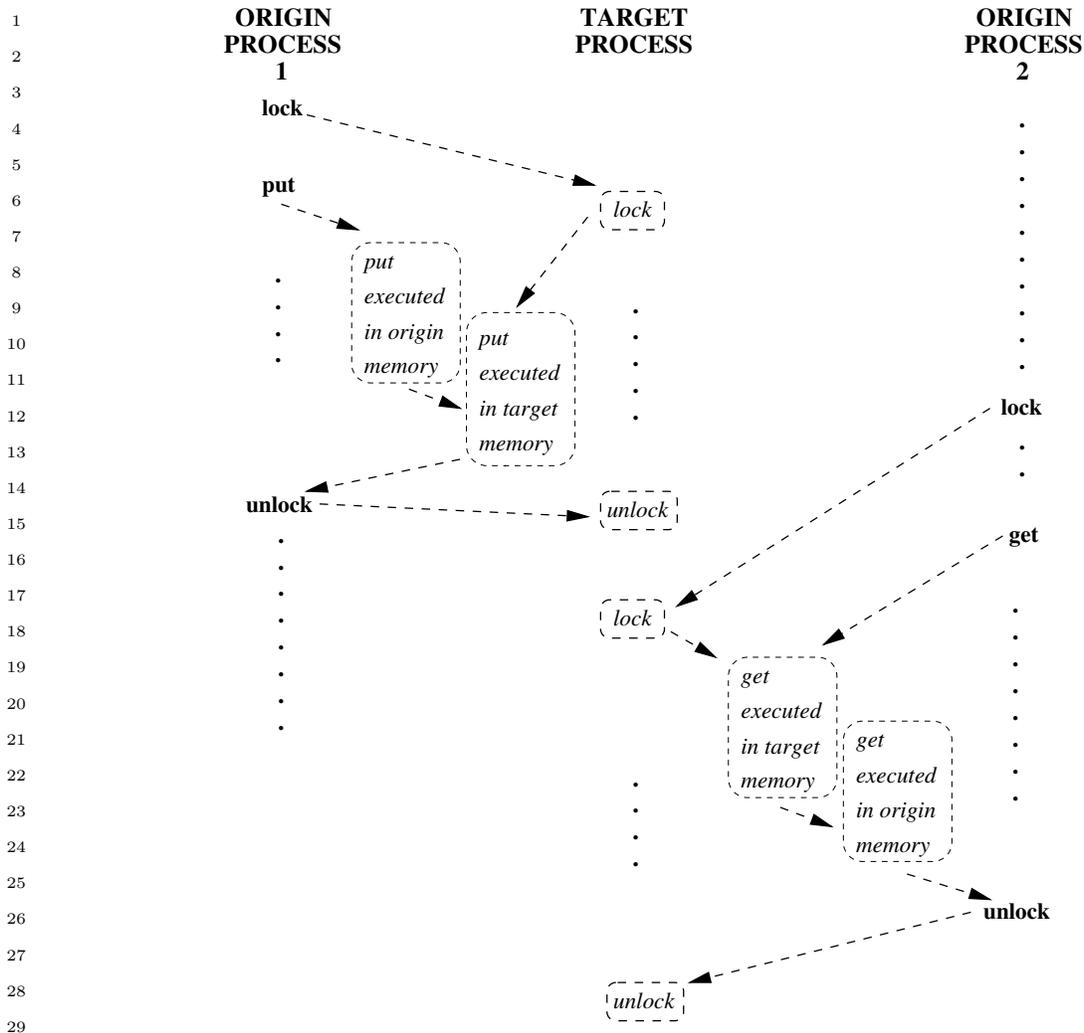 1
ORIGIN TARGET ORIGIN
PROCESS PROCESS PROCESS
2
1 2
3
lock
4
5
put
6
lock
7
put
8
executed
9
in origin
put
10
memory
executed
11
in target
lock
12
memory
13
14
unlock
unlock
15
get
16
17
lock
18
get
19
executed
20
in target
get
21
memory
executed
22
in origin
23
memory
24
25
unlock
26
27
unlock
28
29